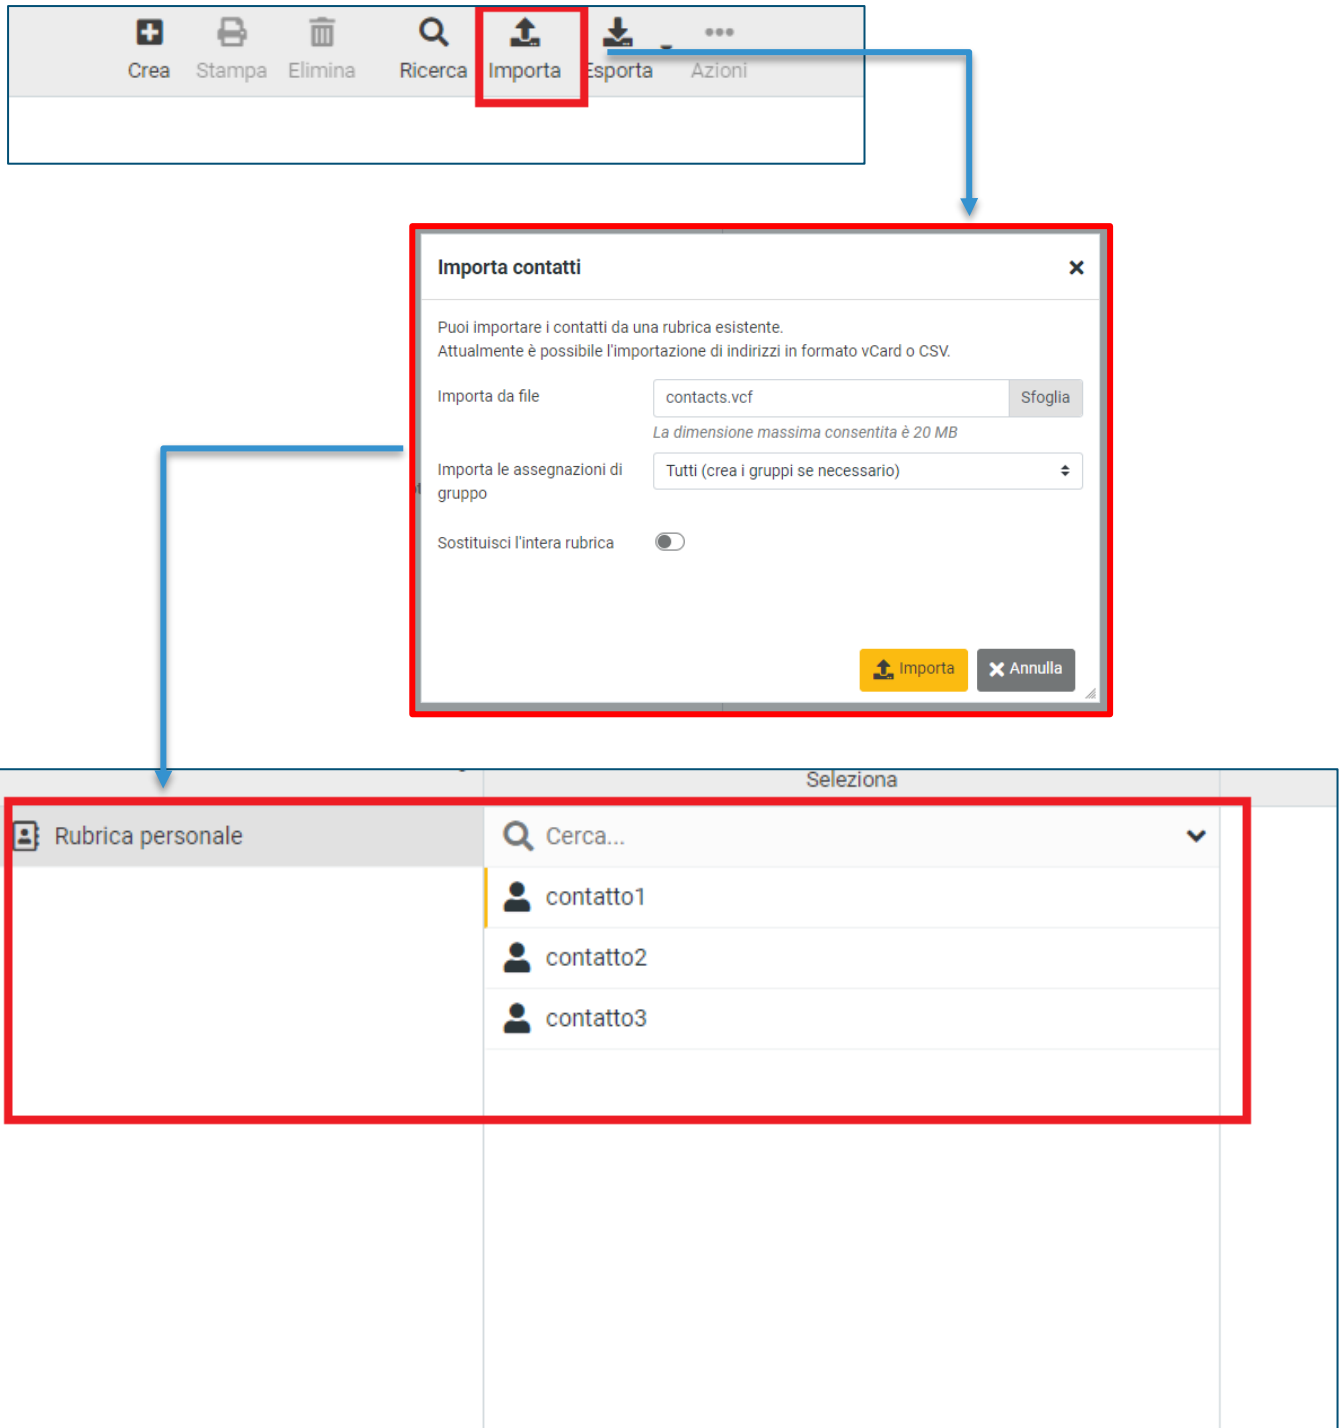 Crea Stampa Elimina Ricerca Importa Esporta Azioni
Importa contatti
Puoi importare i contatti da una rubrica esistente.
Attualmente è possibile l'importazione di indirizzi in formato vCard o CSV.
Importa da file contacts.vcf Sfoglia
La dimensione massima consentita è 20 MB
Importa le assegnazioni di gruppo Tutti (crea i gruppi se necessario)
Sostituisci l'intera rubrica
Importa Annulla
Seleziona
Rubrica personale Cerca...
contatto1
contatto2
contatto3